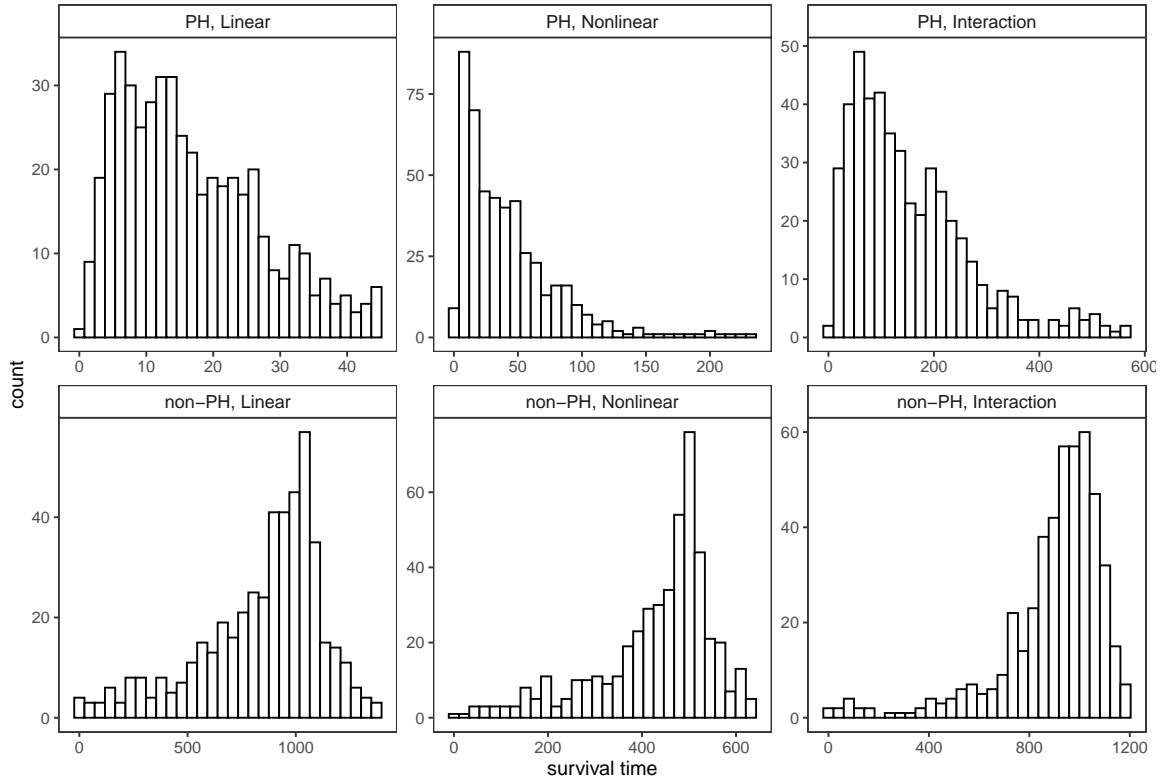 PH, Linear
PH, Nonlinear
PH, Interaction
30
20
10
0
75
50
25
0
50
40
30
20
10
0
0 10 20 30 40
0 50 100 150 200
0 200 400 600
count
non−PH, Linear
non−PH, Nonlinear
non−PH, Interaction
40
20
0
60
40
20
0
60
40
20
0
0 500 1000
0 200 400 600
0 400 800 1200
survival time